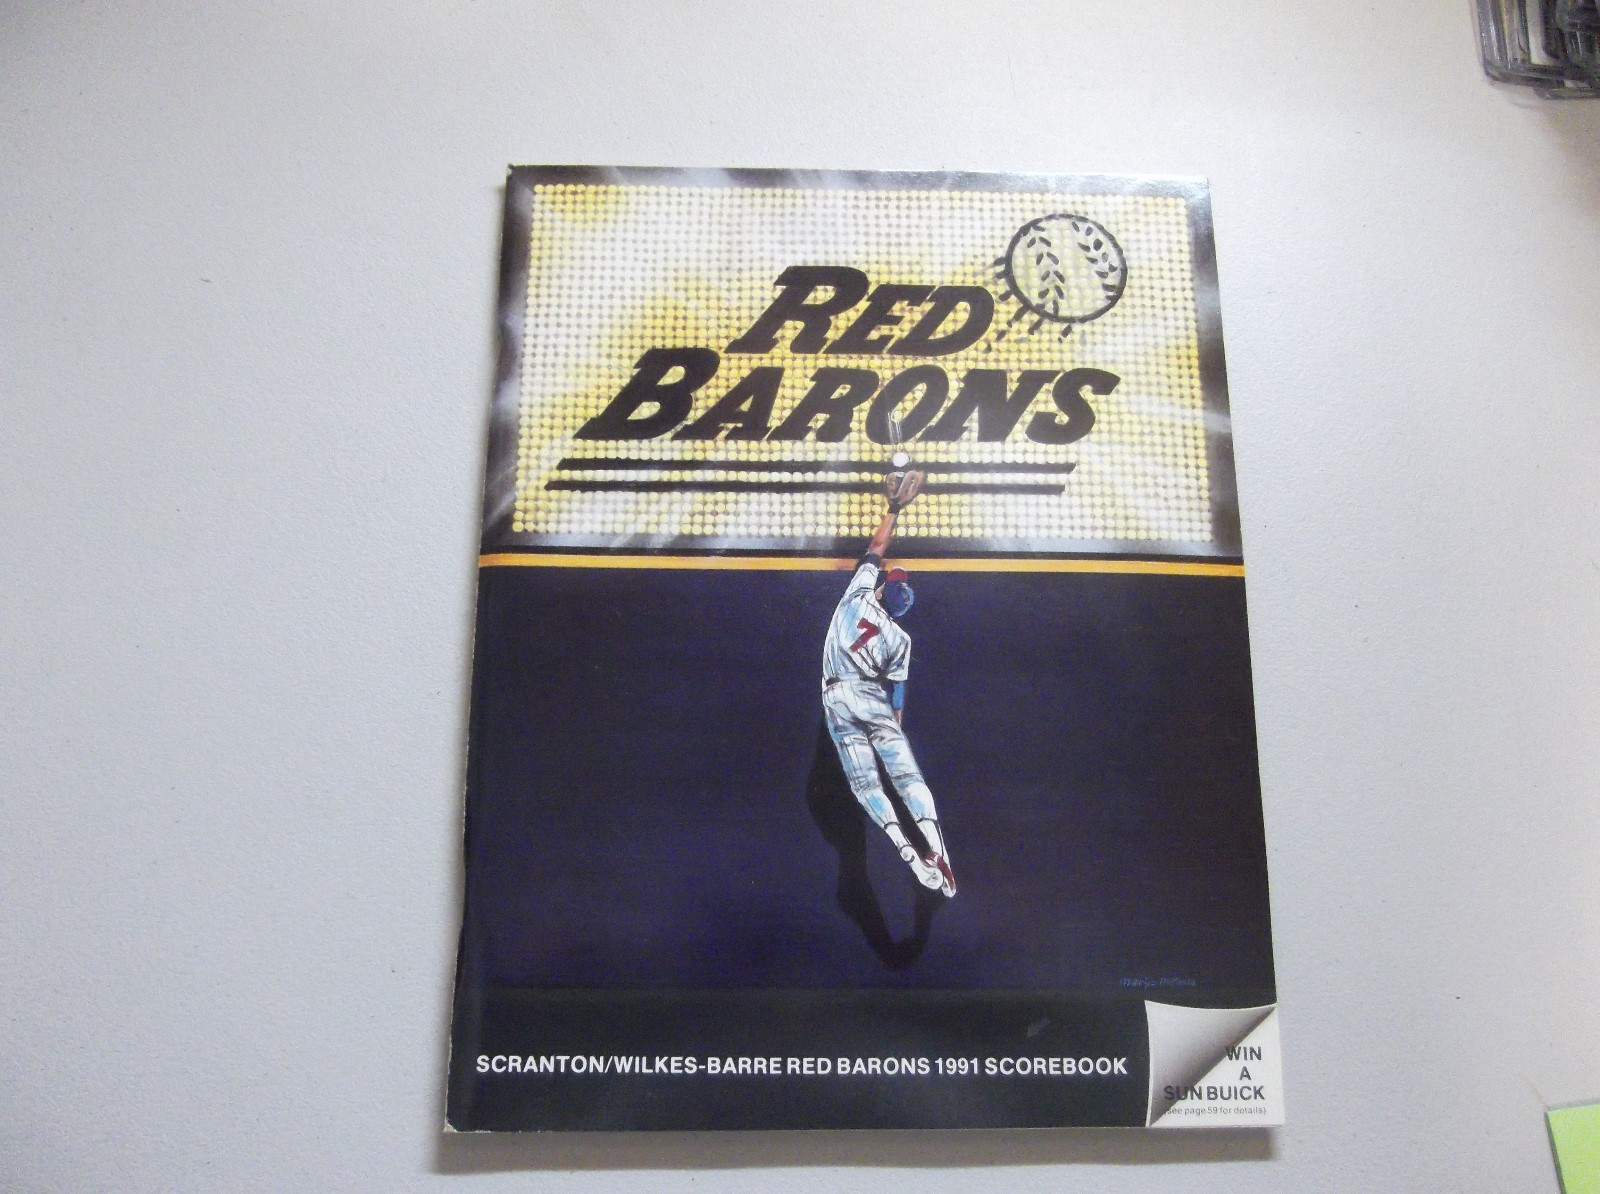 RED
BARONS
7
SCRANTON/WILKES-BARRE RED BARONS 1991 SCOREBOOK
WIN
A
SUN BUICK
(see page 59 for details)